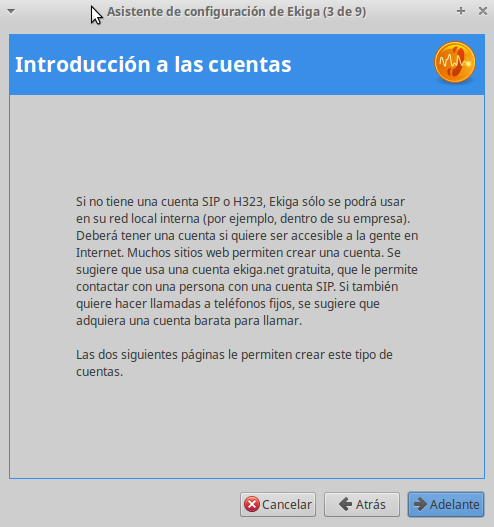 Asistente de configuración de Ekiga (3 de 9)
Introducción a las cuentas
Si no tiene una cuenta SIP o H323, Ekiga sólo se podrá usar
en su red local interna (por ejemplo, dentro de su empresa).
Deberá tener una cuenta si quiere ser accesible a la gente en
Internet. Muchos sitios web permiten crear una cuenta. Se
sugiere que usa una cuenta ekiga.net gratuita, que le permite
contactar con una persona con una cuenta SIP. Si también
quiere hacer llamadas a teléfonos fijos, se sugiere que
adquiera una cuenta barata para llamar.
Las dos siguientes páginas le permiten crear este tipo de
cuentas.
Cancelar Atrás Adelante